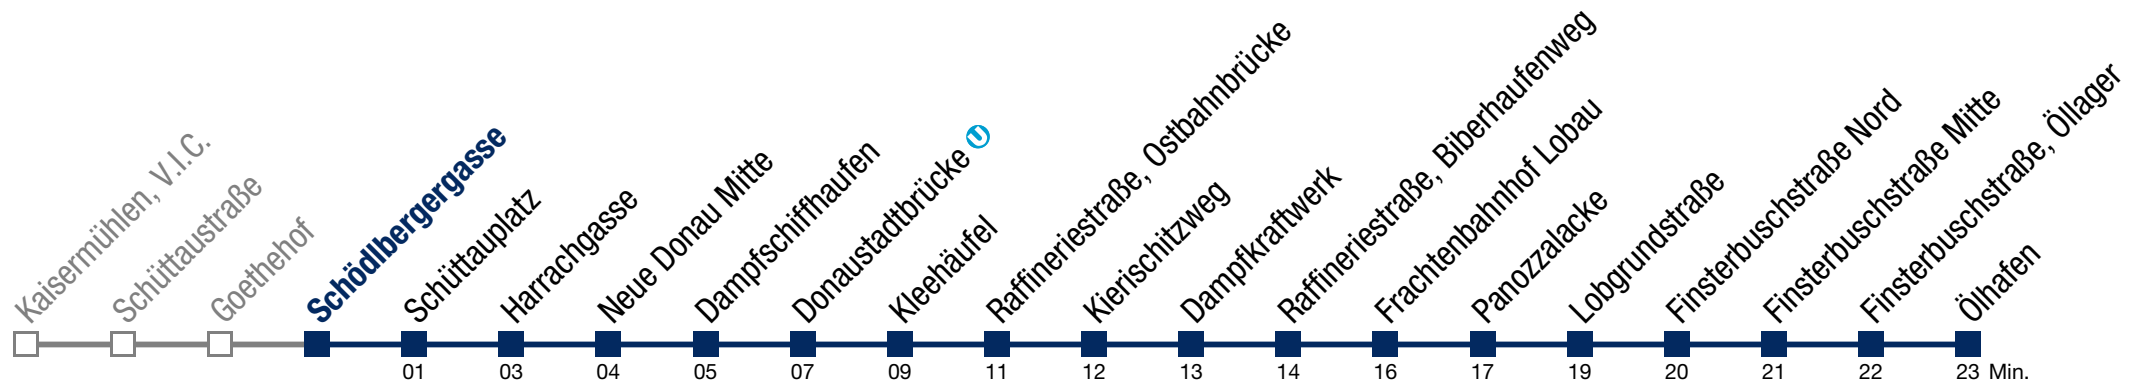 Kaisermühlen, V.I.C.
Schüttaustraße
Goethehof
Schödlbergergasse
Schüttauplatz
Harrachgasse
Neue Donau Mitte
Dampfschiffhaufen
Donaustadtbrücke U
Kleehäufel
Raffineriestraße, Ostbahnbrücke
Kierischitzweg
Dampfkraftwerk
Raffineriestraße, Biberhaufenweg
Frachtenbahnhof Lobau
Panozzalacke
Lobgrundstraße
Finsterbuschstraße Nord
Finsterbuschstraße Mitte
Finsterbuschstraße, Öllager
Ölhafen
01 03 04 05 07 09 11 12 13 14 16 17 19 20 21 22 23 Min.